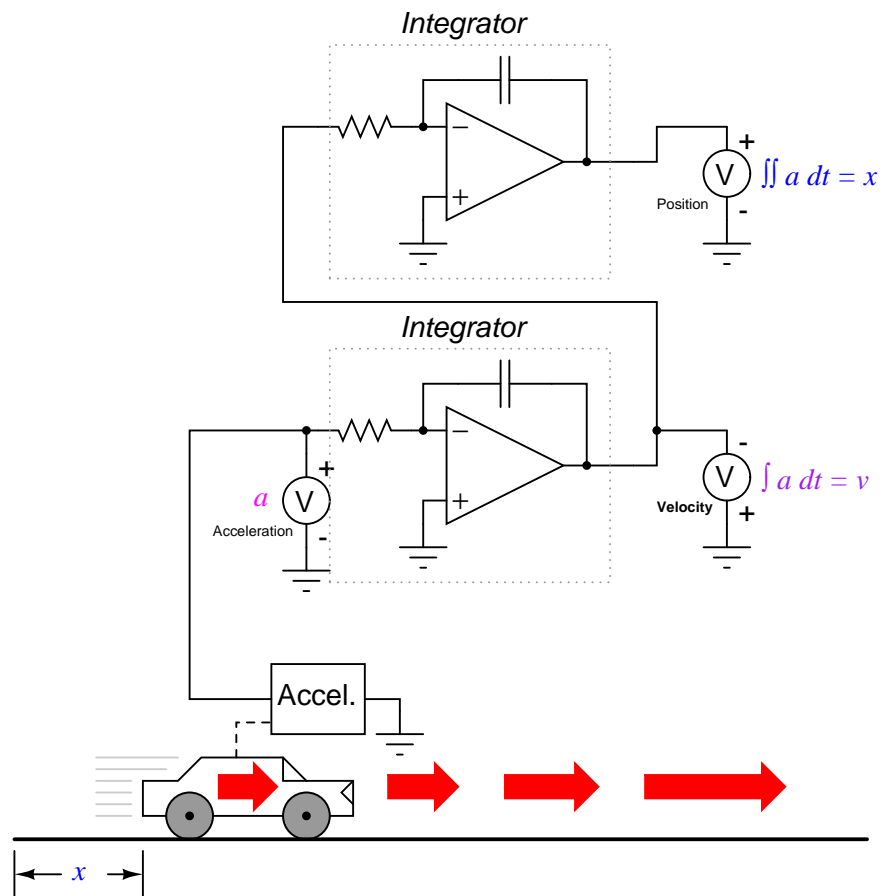 Integrator
−
+
+
V
-
Position
∫∫ a dt = x
Integrator
−
+
-
V
+
Velocity
∫ a dt = v
+
a
V
-
Acceleration
Accel.
x